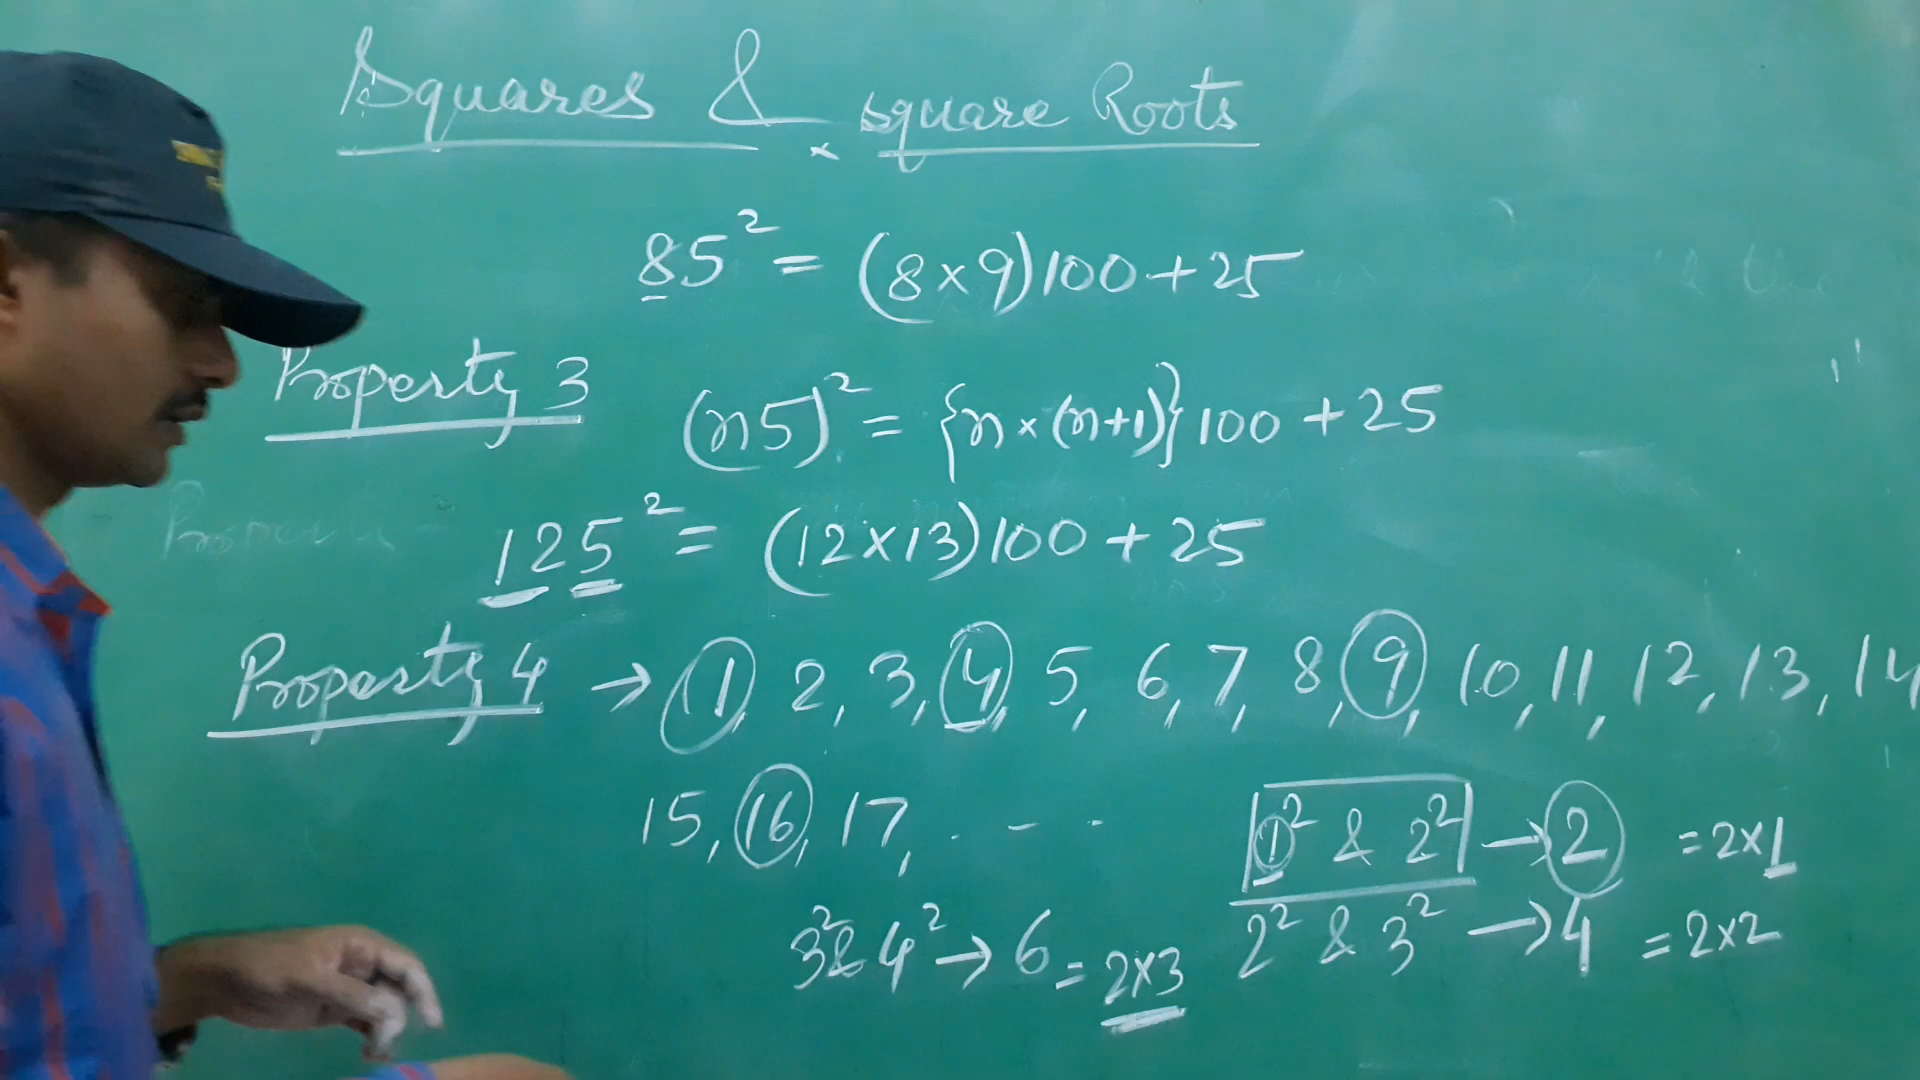 Squares & square Roots
85² = (8×9)100+25
Property 3
(n5)² = {n×(n+1)}100+25
125² = (12×13)100+25
Property 4 → 1, 2, 3, 4, 5, 6, 7, 8, 9, 10, 11, 12, 13, 14
15, 16, 17, . - - .
1² & 2² → 2 = 2×1
3² & 4² → 6 = 2×3
2² & 3² → 4 = 2×2